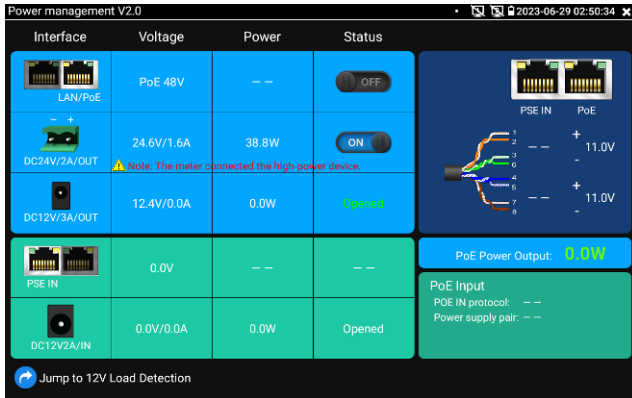 Power management V2.0
2023-06-29 02:50:34
Interface Voltage Power Status
LAN/PoE PoE 48V – – OFF
– +
DC24V/2A/OUT 24.6V/1.6A 38.8W ON
Note: The meter connected the high-power device.
DC12V/3A/OUT 12.4V/0.0A 0.0W Opened
PSE IN 0.0V – – – –
DC12V2A/IN 0.0V/0.0A 0.0W Opened
Jump to 12V Load Detection
PSE IN PoE
1
2 – – + 11.0V
3 -
6
4
5 – – + 11.0V
7 -
8
PoE Power Output: 0.0W
PoE Input
POE IN protocol: – –
Power supply pair: – –